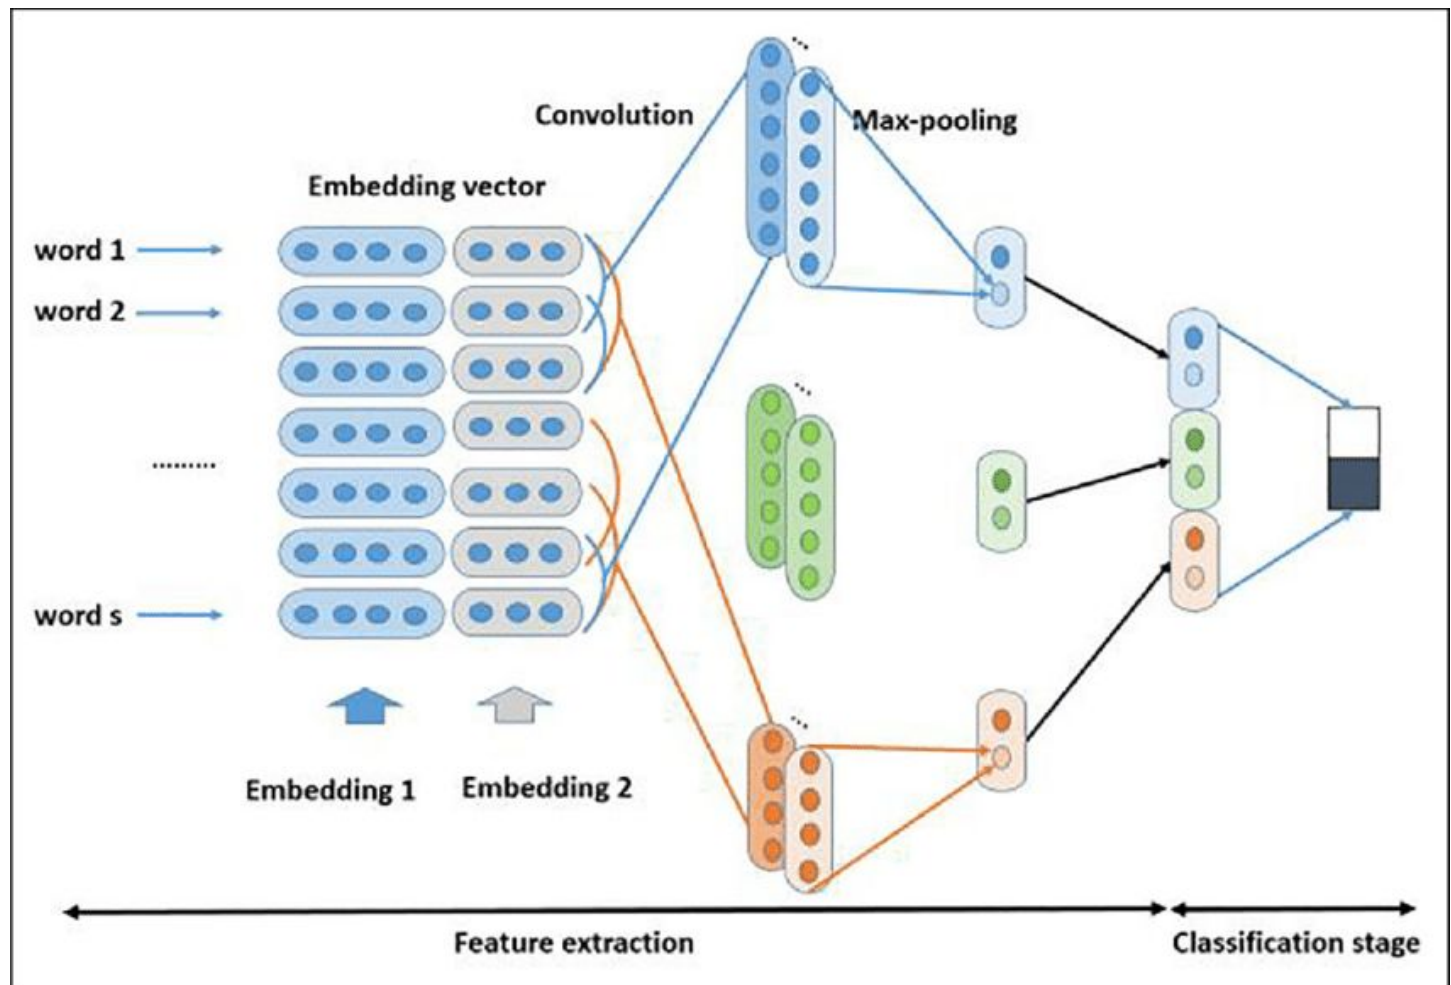 Convolution
Max-pooling
Embedding vector
word 1
word 2
.........
word s
Embedding 1
Embedding 2
Feature extraction
Classification stage